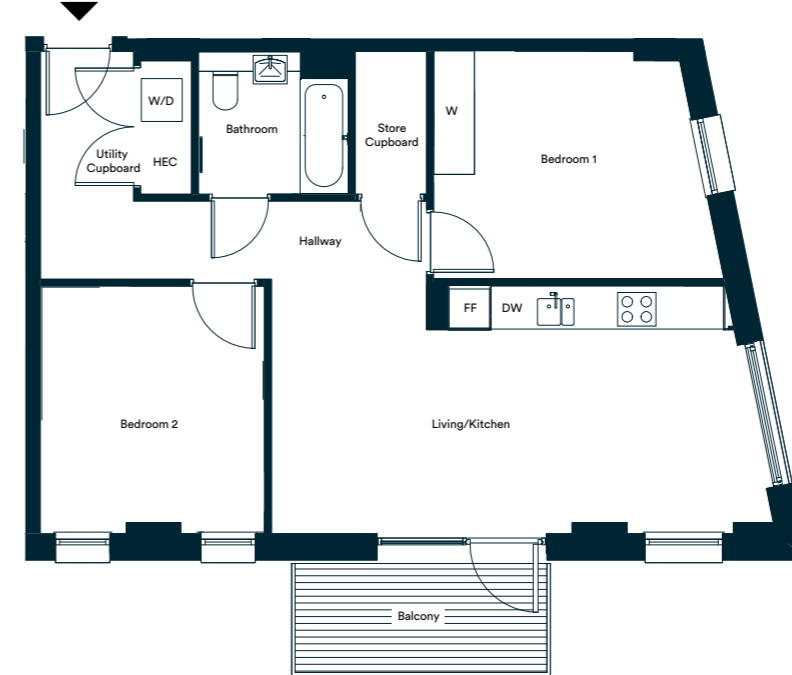 W/D
Utility
Cupboard
HEC
Bathroom
Store
Cupboard
W
Bedroom 1
Hallway
FF
DW
Bedroom 2
Living/Kitchen
Balcony